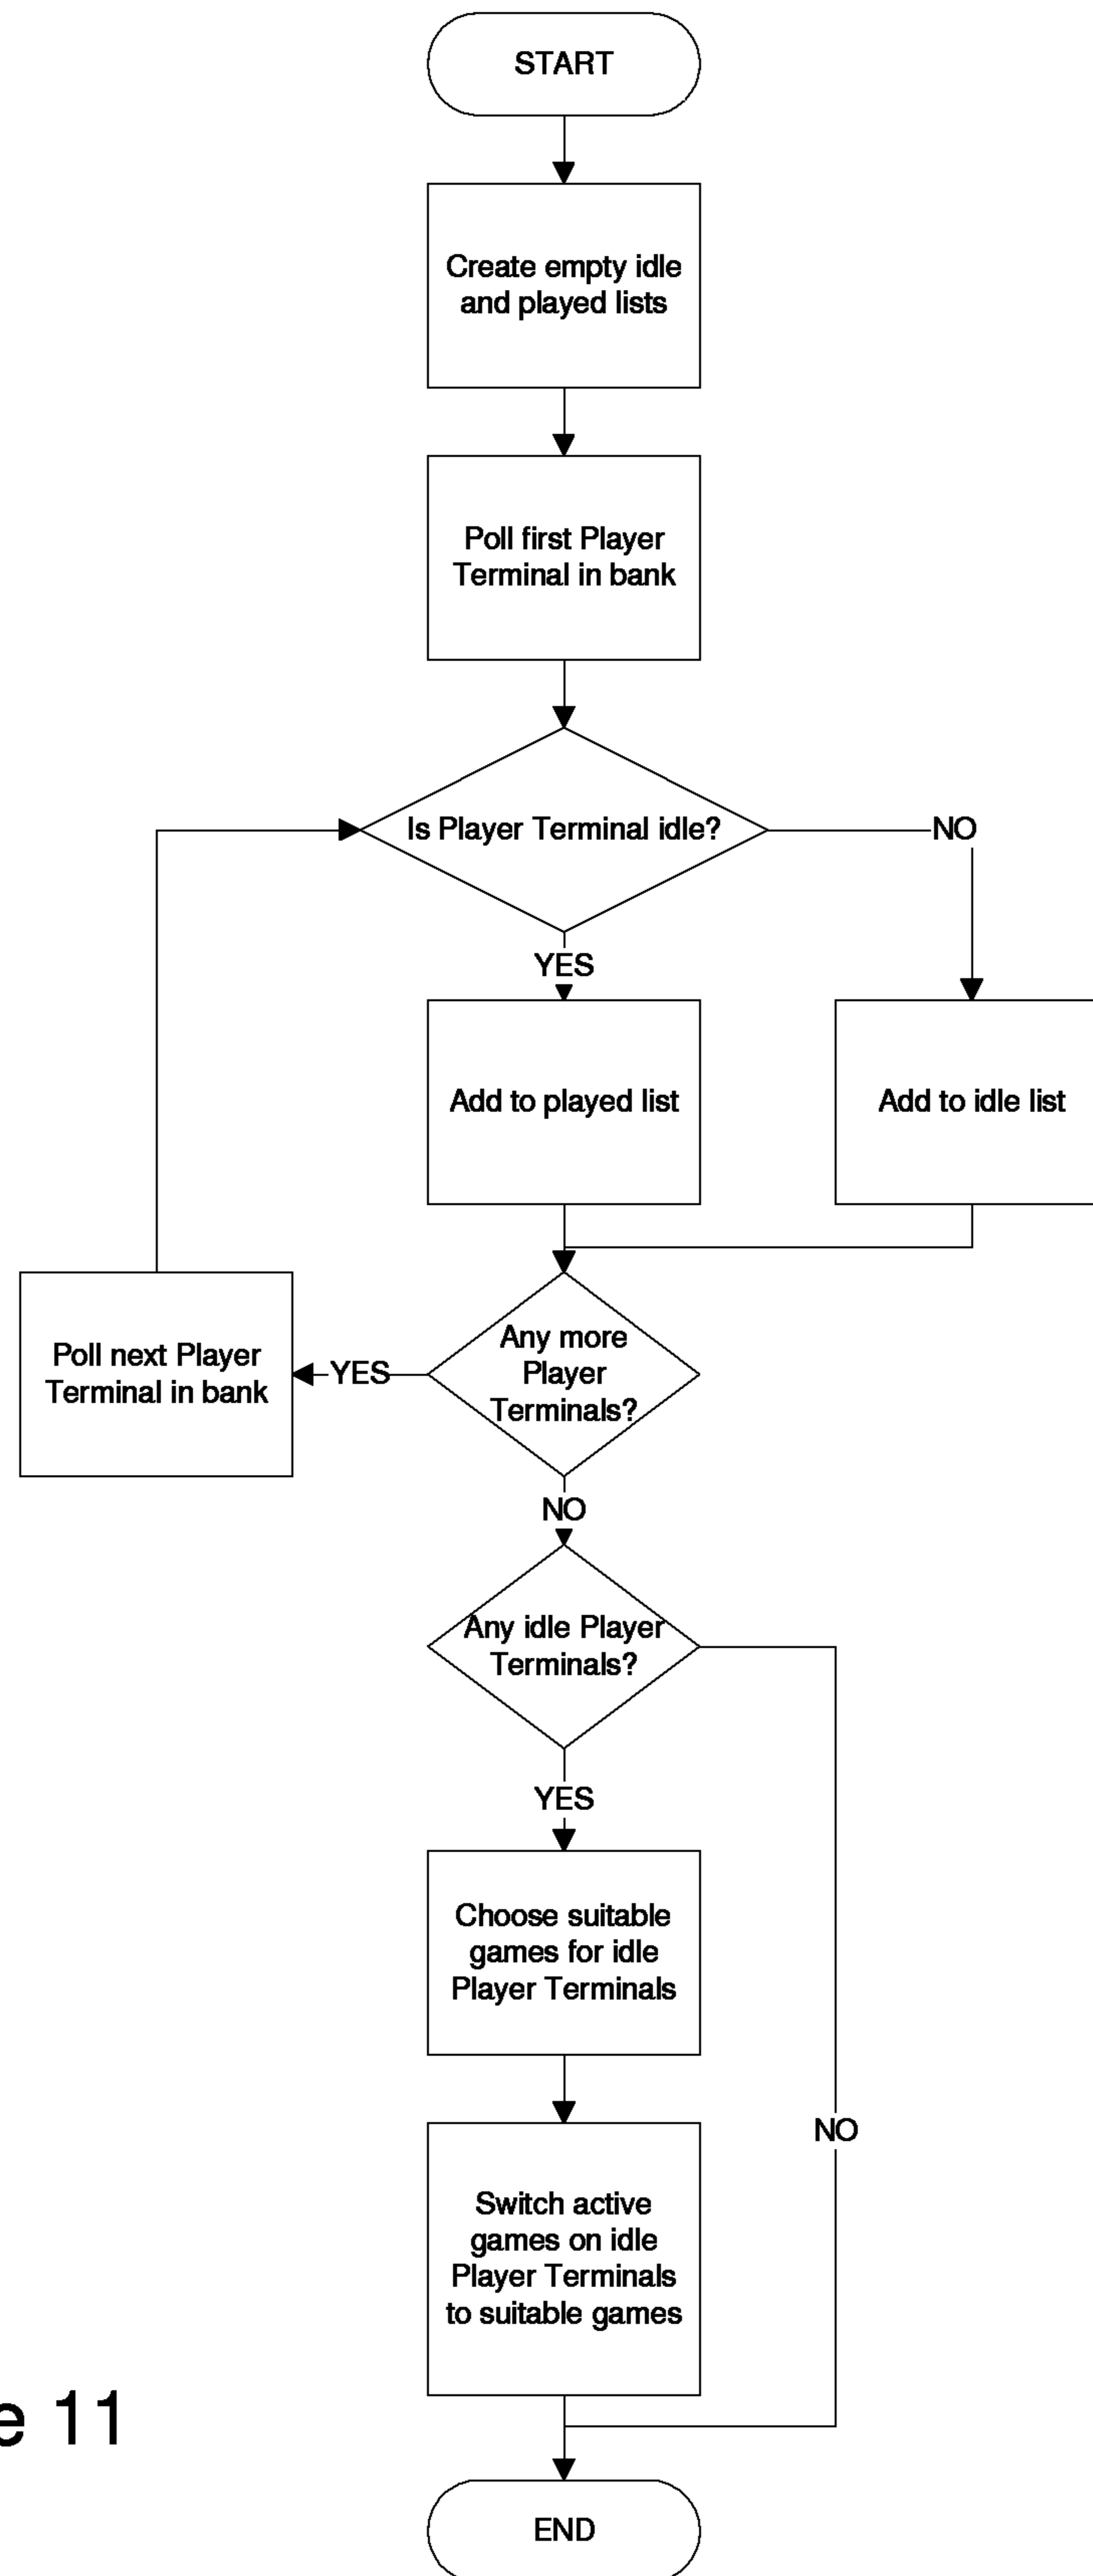 START
Create empty idle
and played lists
Poll first Player
Terminal in bank
Is Player Terminal idle?
NO
YES
Add to played list
Add to idle list
Any more
Player
Terminals?
YES
Poll next Player
Terminal in bank
NO
Any idle Player
Terminals?
YES
Choose suitable
games for idle
Player Terminals
NO
Switch active
games on idle
Player Terminals
to suitable games
e 11
END